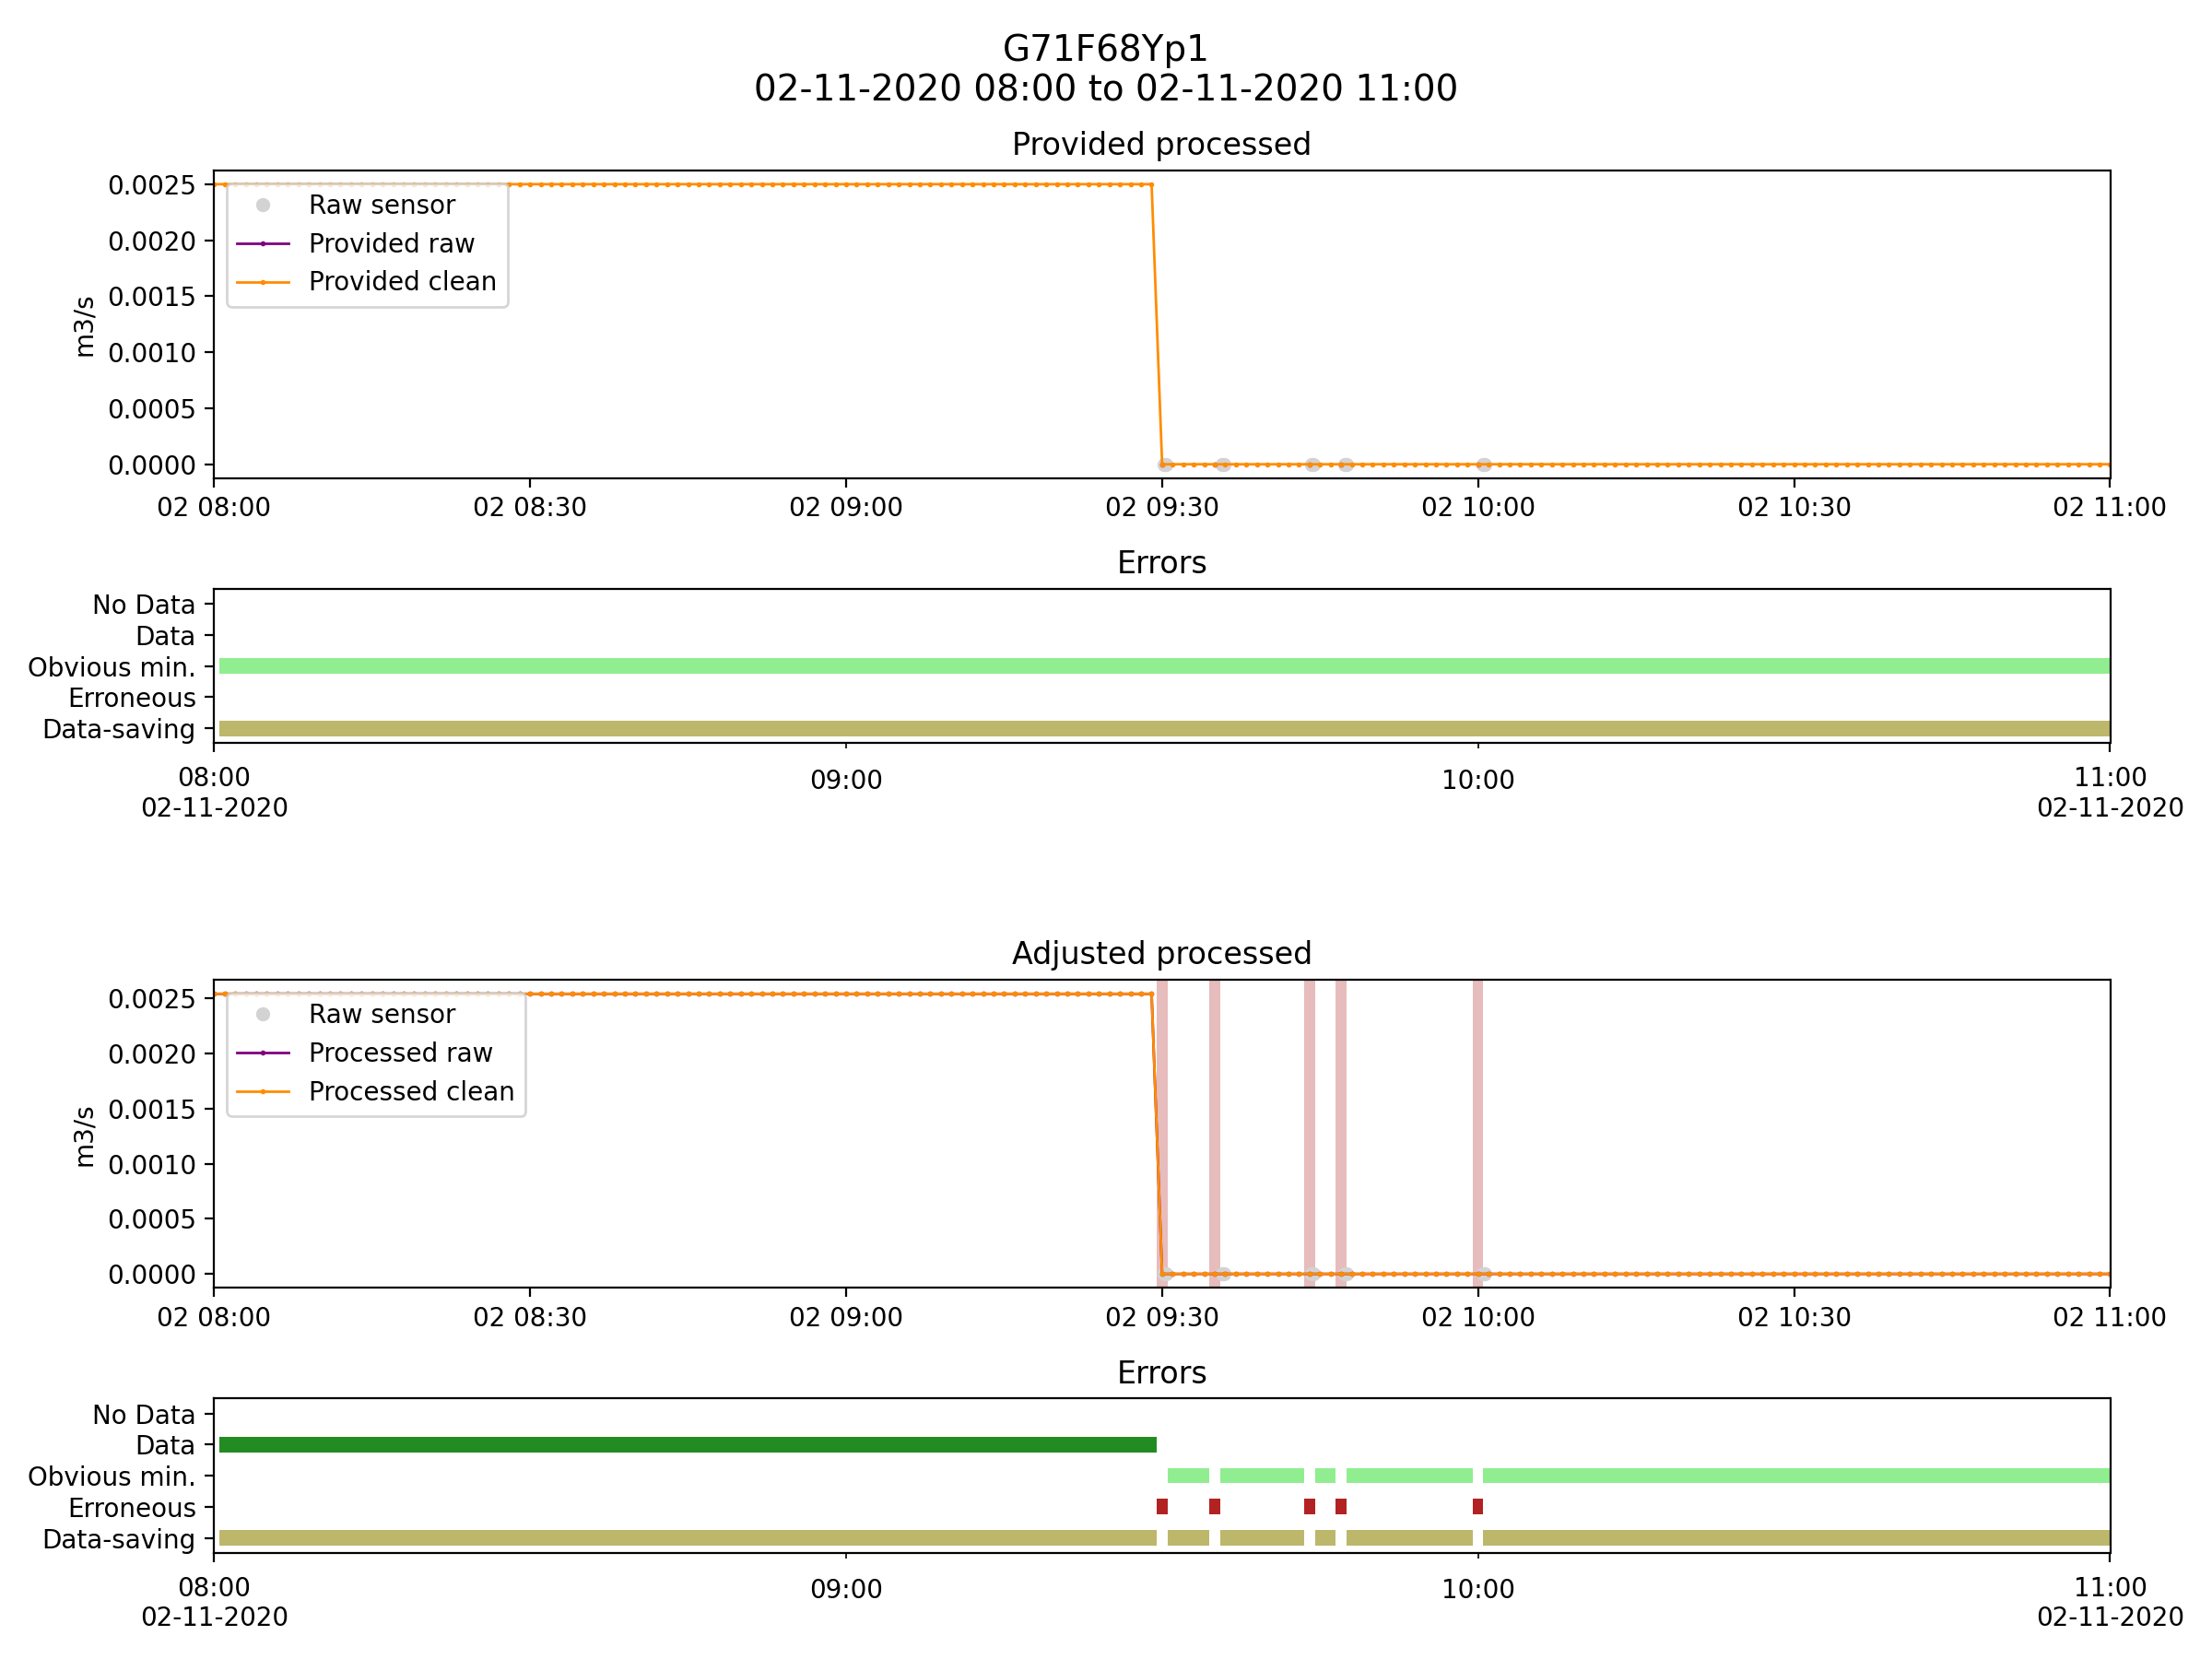 G71F68Yp1
02-11-2020 08:00 to 02-11-2020 11:00
Provided processed
0.0025
0.0020
0.0015
0.0010
0.0005
0.0000
m3/s
Raw sensor
Provided raw
Provided clean
02 08:00 02 08:30 02 09:00 02 09:30 02 10:00 02 10:30 02 11:00
Errors
No Data
Data
Obvious min.
Erroneous
Data-saving
08:00 09:00 10:00 11:00
02-11-2020 02-11-2020
Adjusted processed
0.0025
0.0020
0.0015
0.0010
0.0005
0.0000
m3/s
Raw sensor
Processed raw
Processed clean
02 08:00 02 08:30 02 09:00 02 09:30 02 10:00 02 10:30 02 11:00
Errors
No Data
Data
Obvious min.
Erroneous
Data-saving
08:00 09:00 10:00 11:00
02-11-2020 02-11-2020